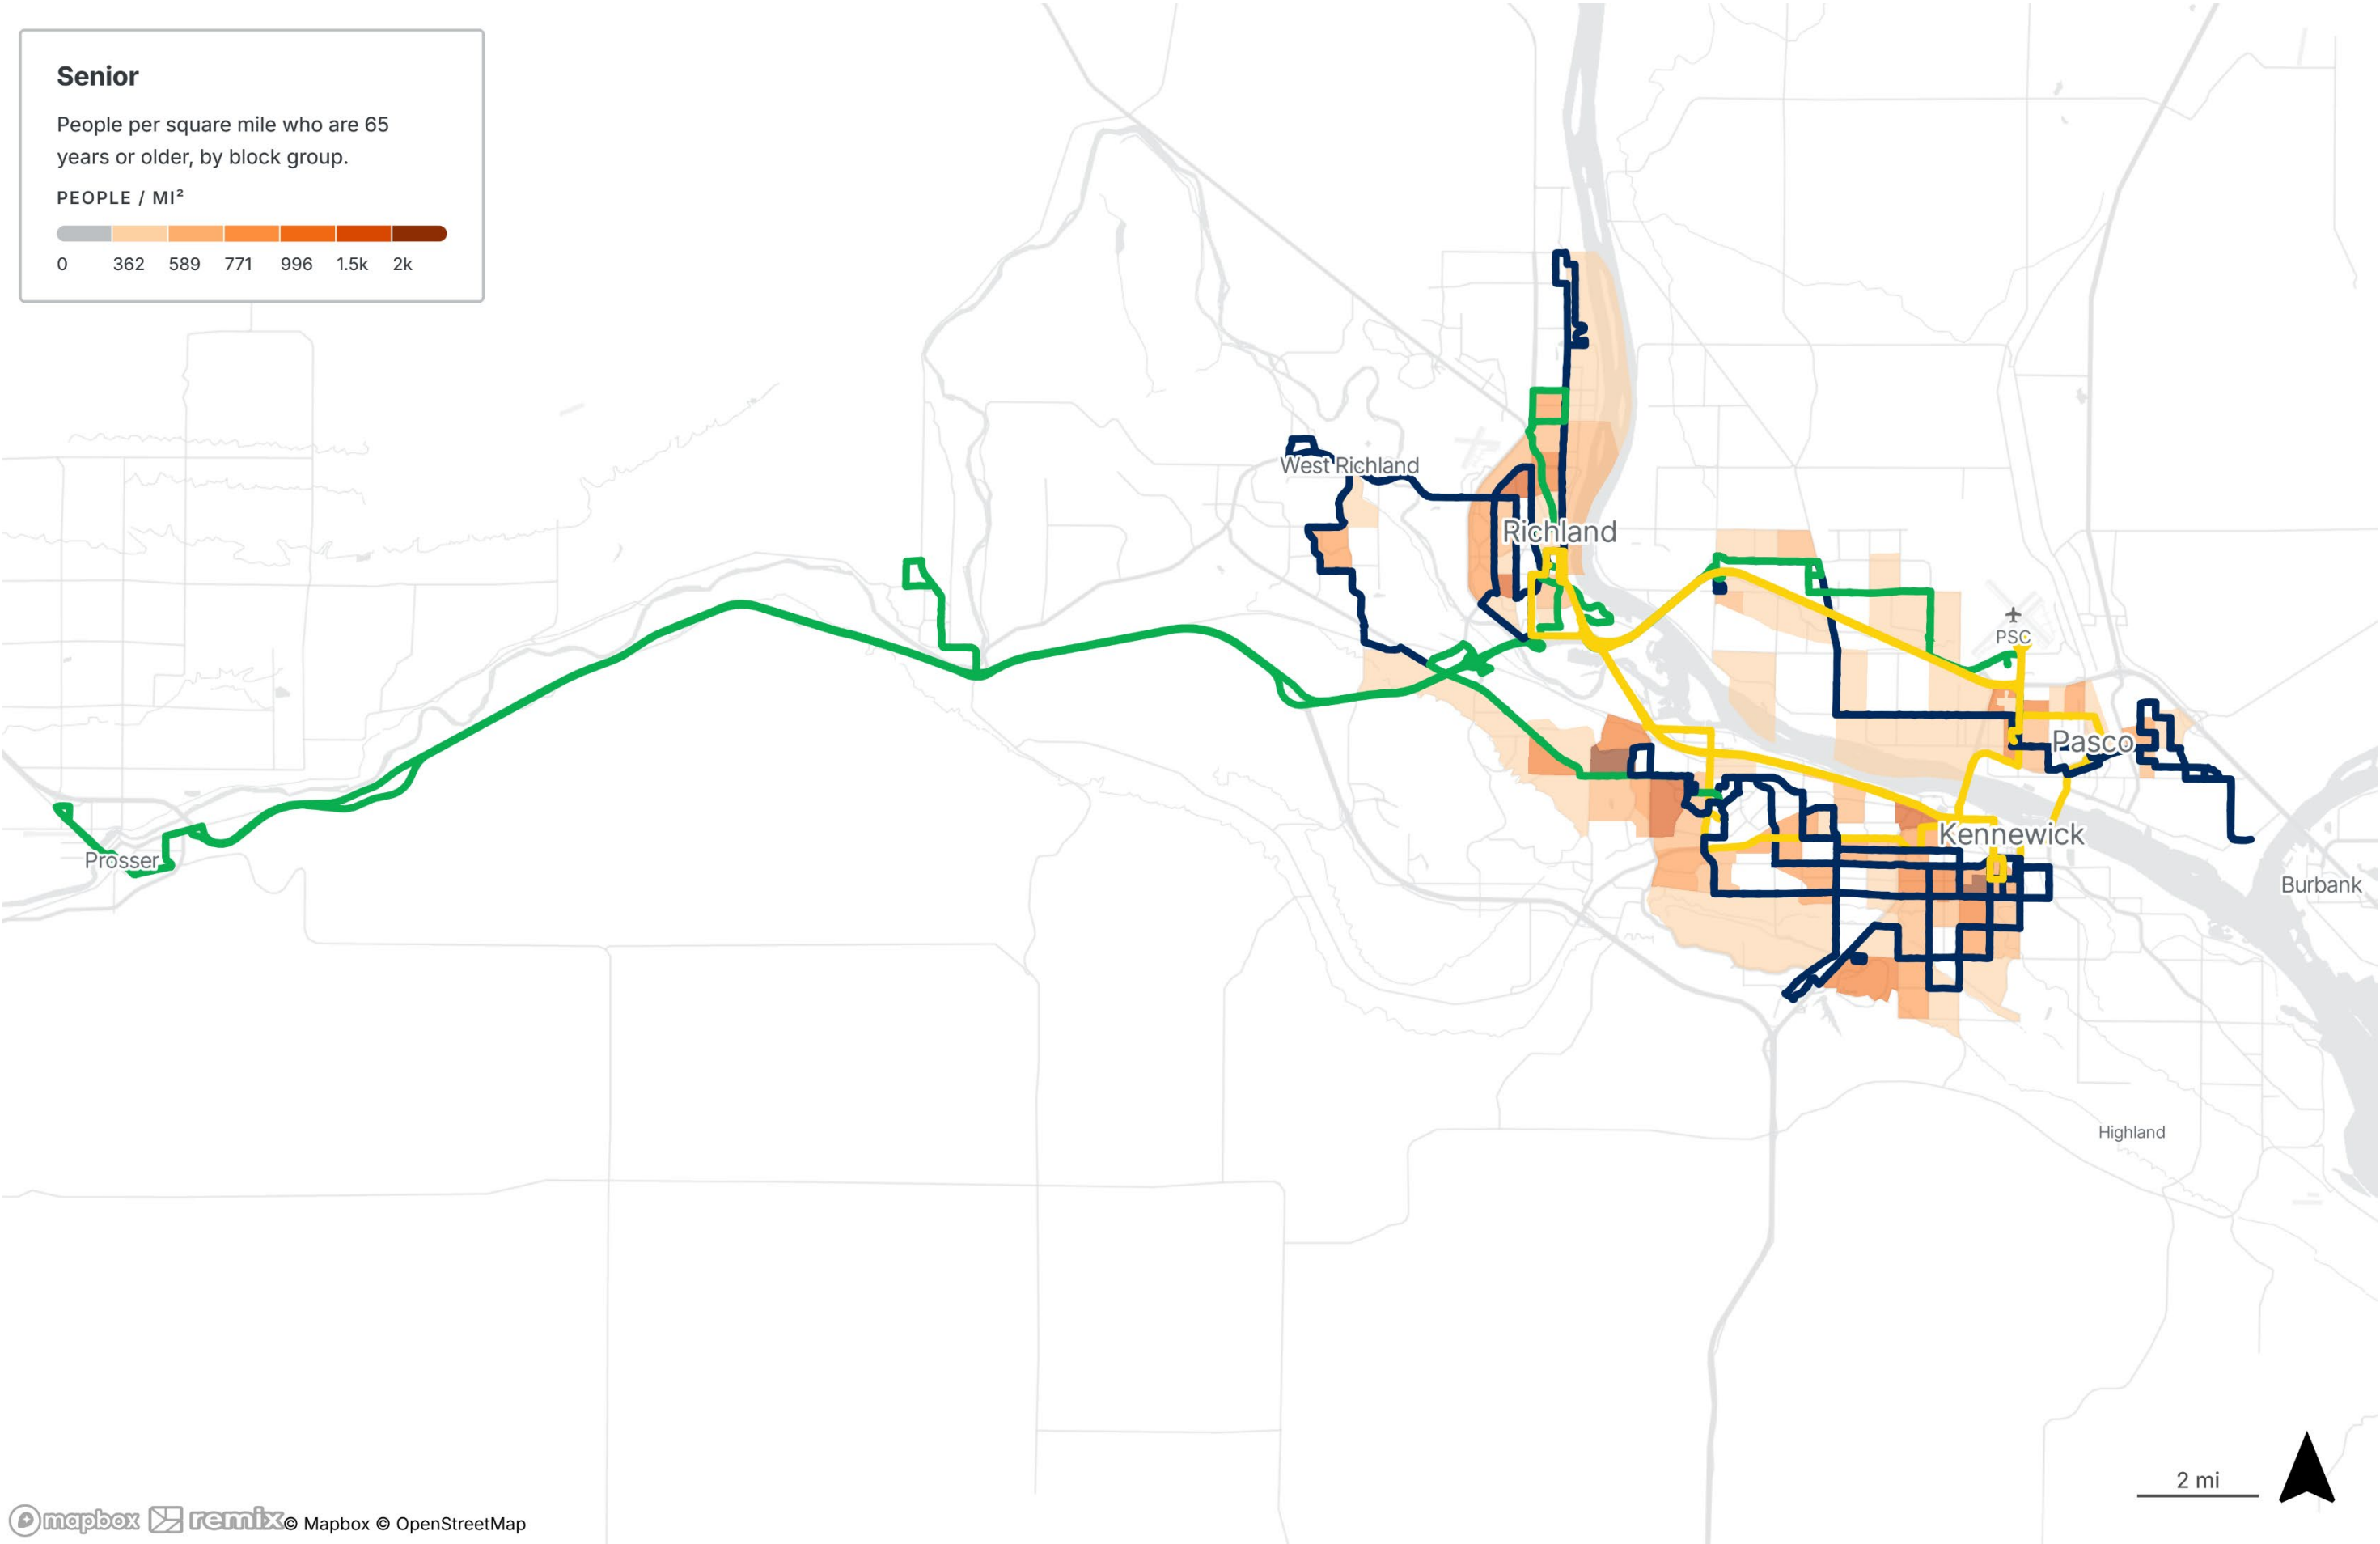 Senior
People per square mile who are 65
years or older, by block group.
PEOPLE / MI²
0 362 589 771 996 1.5k 2k
West Richland
Richland
PSC
Pasco
Kennewick
Prosser
Burbank
Highland
2 mi
mapbox remix © Mapbox © OpenStreetMap